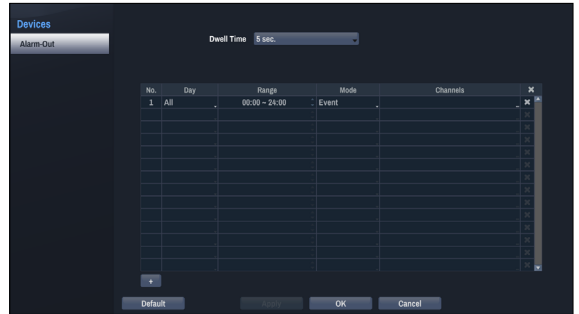 Devices
Alarm-Out
Dwell Time 5 sec.
No. Day Range Mode Channels ✖
1 All 00:00 ~ 24:00 Event ✖
+
Default Apply OK Cancel